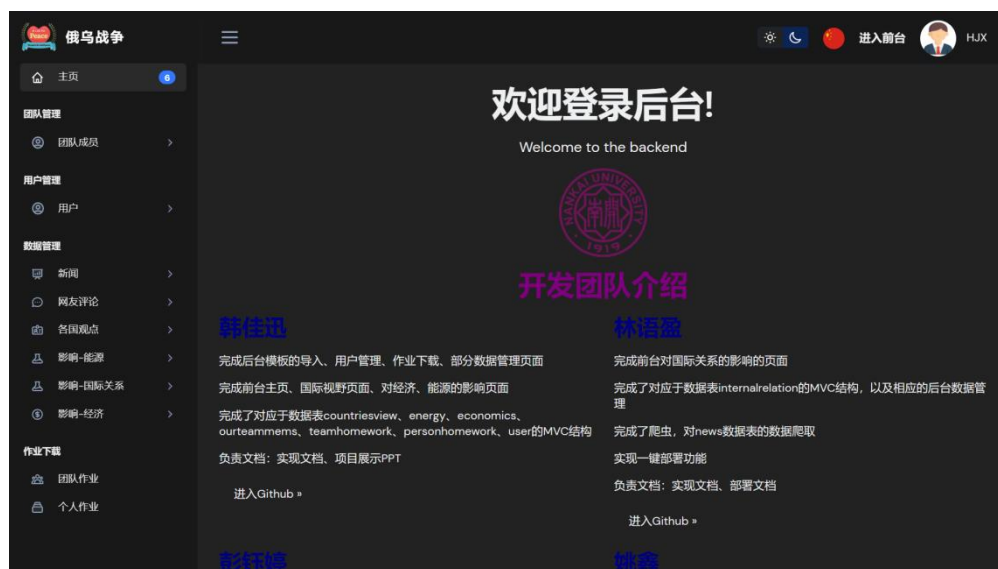 俄乌战争
进入前台
HJX
主页
6
团队管理
团队成员
用户管理
用户
数据管理
新闻
网友评论
各国观点
影响-能源
影响-国际关系
影响-经济
作业下载
团队作业
个人作业
欢迎登录后台!
Welcome to the backend
NANKAI UNIVERSITY
南開
1919
开发团队介绍
韩佳迅
完成后台模板的导入、用户管理、作业下载、部分数据管理页面
完成前台主页、国际视野页面、对经济、能源的影响页面
完成了对应于数据表countriesview、energy、economics、
ourteammems、teamhomework、personhomework、user的MVC结构
负责文档：实现文档、项目展示PPT
进入Github »
林语盈
完成前台对国际关系的影响的页面
完成了对应于数据表internalrelation的MVC结构，以及相应的后台数据管
理
完成了爬虫，对news数据表的数据爬取
实现一键部署功能
负责文档：实现文档、部署文档
进入Github »
彭钰婷
姚鑫